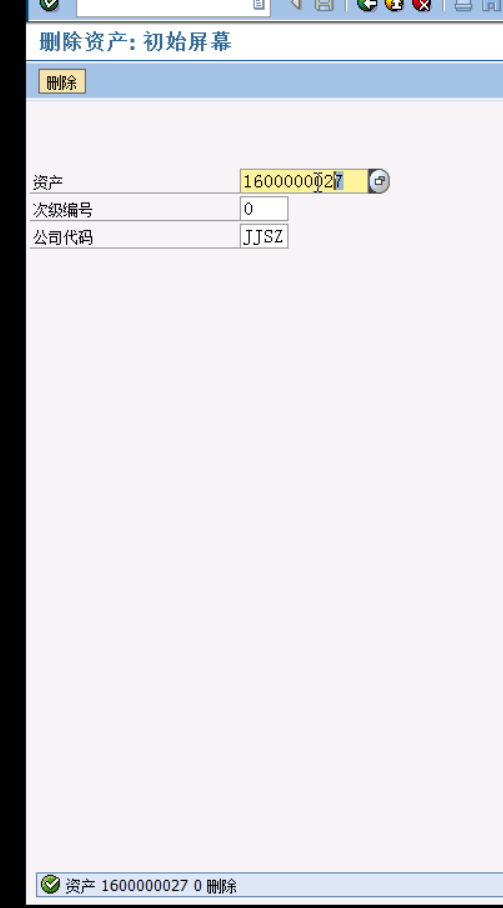 删除资产: 初始屏幕
删除
资产 1600000027
次级编号 0
公司代码 JJSZ
资产 1600000027 0 删除